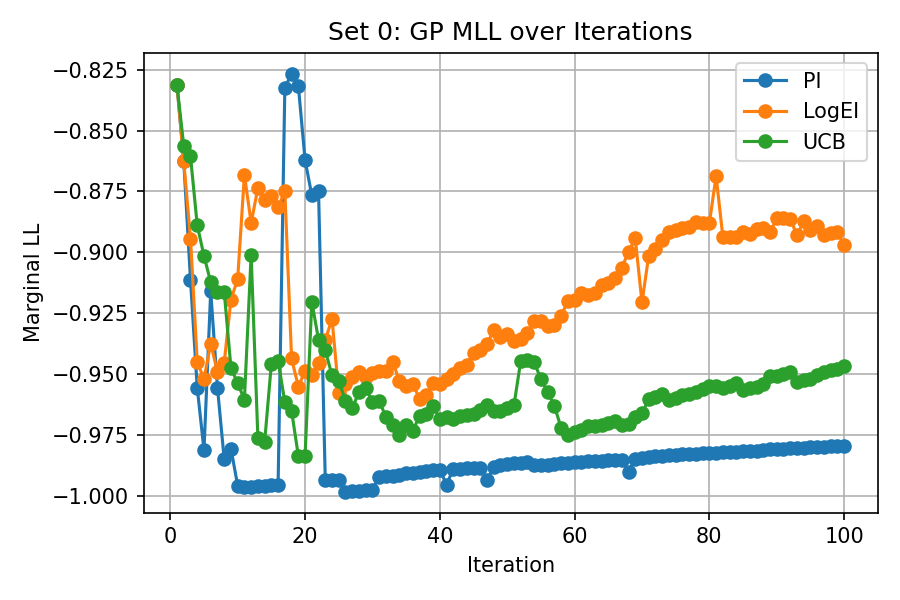 Set 0: GP MLL over Iterations
−0.825
−0.850
−0.875
−0.900
−0.925
−0.950
−0.975
−1.000
Marginal LL
PI
LogEI
UCB
0 20 40 60 80 100
Iteration